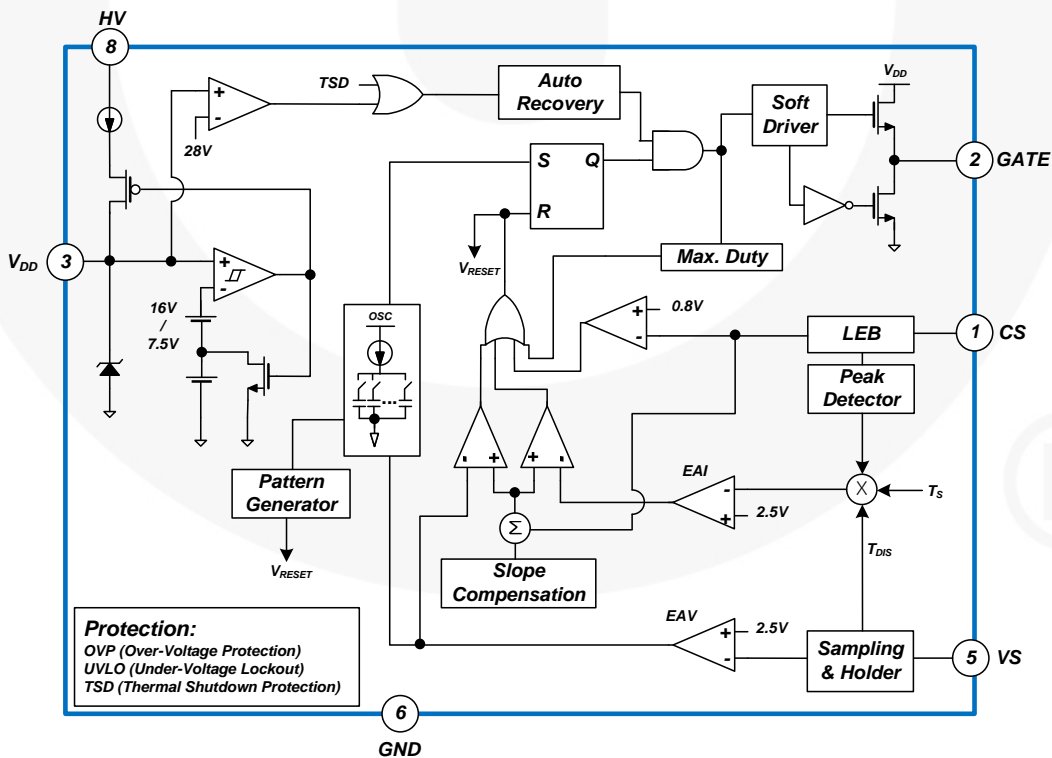 HV
8
TSD
Auto
Recovery
V_DD
+
-
28V
Soft
Driver
S
Q
R
2
GATE
V_DD
3
+
-
V_RESET
Max. Duty
16V
/
7.5V
OSC
...
+
-
0.8V
LEB
1
CS
Peak
Detector
-
+
+
-
Pattern
Generator
EAI
-
+
2.5V
X
T_S
Σ
V_RESET
Slope
Compensation
T_DIS
EAV
+
-
2.5V
Sampling
& Holder
5
VS
Protection:
OVP (Over-Voltage Protection)
UVLO (Under-Voltage Lockout)
TSD (Thermal Shutdown Protection)
6
GND